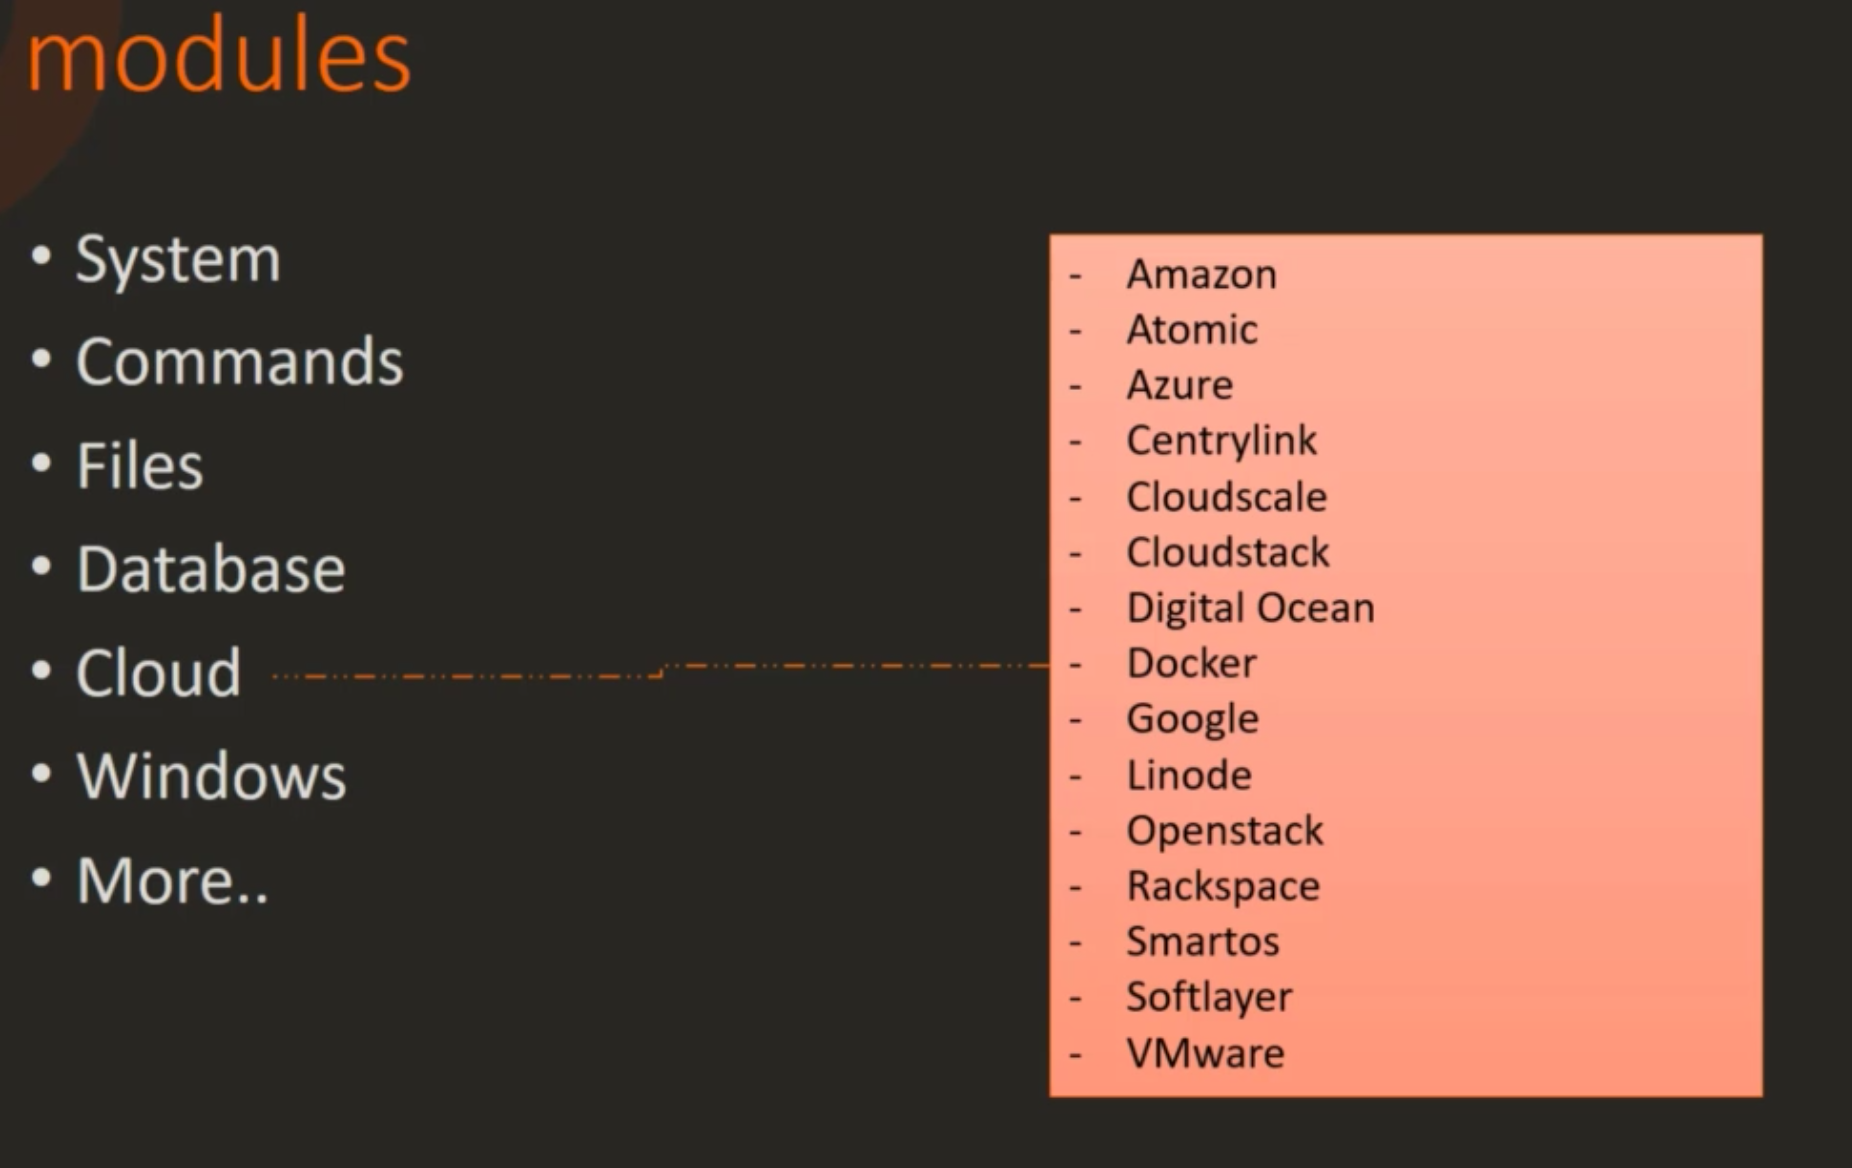 modules
• System
• Commands
• Files
• Database
• Cloud
• Windows
• More..
- Amazon
- Atomic
- Azure
- Centrylink
- Cloudscale
- Cloudstack
- Digital Ocean
- Docker
- Google
- Linode
- Openstack
- Rackspace
- Smartos
- Softlayer
- VMware